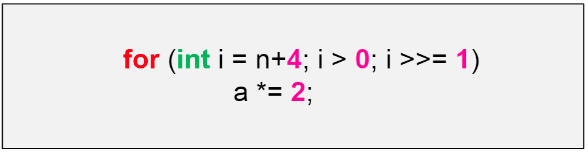 for (int i = n+4; i > 0; i >>= 1)
a *= 2;